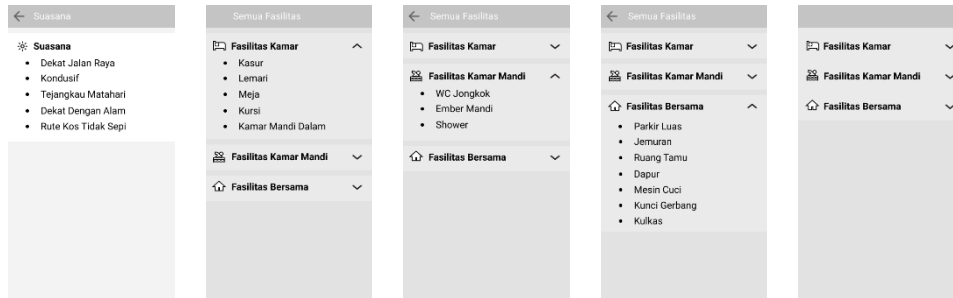 Suasana
Suasana
• Dekat Jalan Raya
• Kondusif
• Tejangkau Matahari
• Dekat Dengan Alam
• Rute Kos Tidak Sepi
Semua Fasilitas
Fasilitas Kamar
• Kasur
• Lemari
• Meja
• Kursi
• Kamar Mandi Dalam
Fasilitas Kamar Mandi
Fasilitas Bersama
Semua Fasilitas
Fasilitas Kamar
Fasilitas Kamar Mandi
• WC Jongkok
• Ember Mandi
• Shower
Fasilitas Bersama
Semua Fasilitas
Fasilitas Kamar
Fasilitas Kamar Mandi
Fasilitas Bersama
• Parkir Luas
• Jemuran
• Ruang Tamu
• Dapur
• Mesin Cuci
• Kunci Gerbang
• Kulkas
Fasilitas Kamar
Fasilitas Kamar Mandi
Fasilitas Bersama